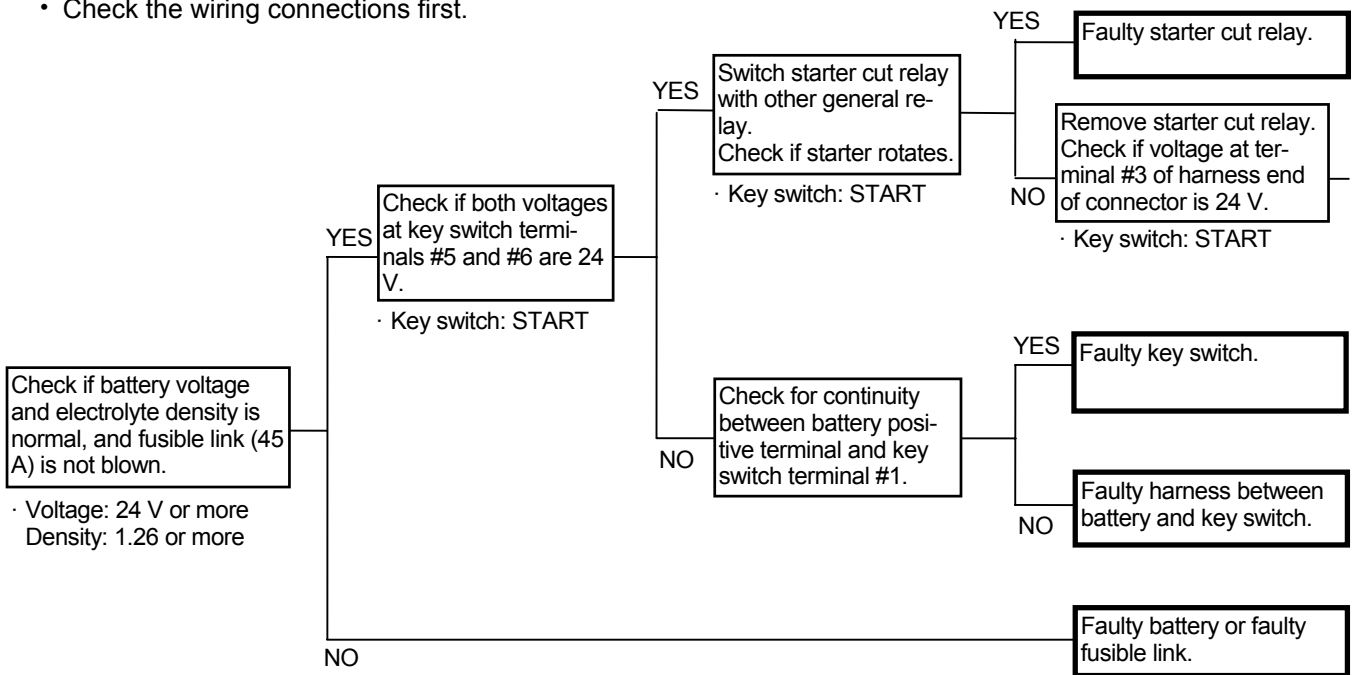 • Check the wiring connections first.
YES
Faulty starter cut relay.
Switch starter cut relay
with other general re-
lay.
Check if starter rotates.
YES
· Key switch: START
Remove starter cut relay.
Check if voltage at ter-
minal #3 of harness end
of connector is 24 V.
NO
· Key switch: START
Check if both voltages
at key switch termi-
nals #5 and #6 are 24
V.
YES
· Key switch: START
Check if battery voltage
and electrolyte density is
normal, and fusible link (45
A) is not blown.
· Voltage: 24 V or more
Density: 1.26 or more
YES
Faulty key switch.
Check for continuity
between battery posi-
tive terminal and key
switch terminal #1.
NO
Faulty harness between
battery and key switch.
NO
Faulty battery or faulty
fusible link.
NO